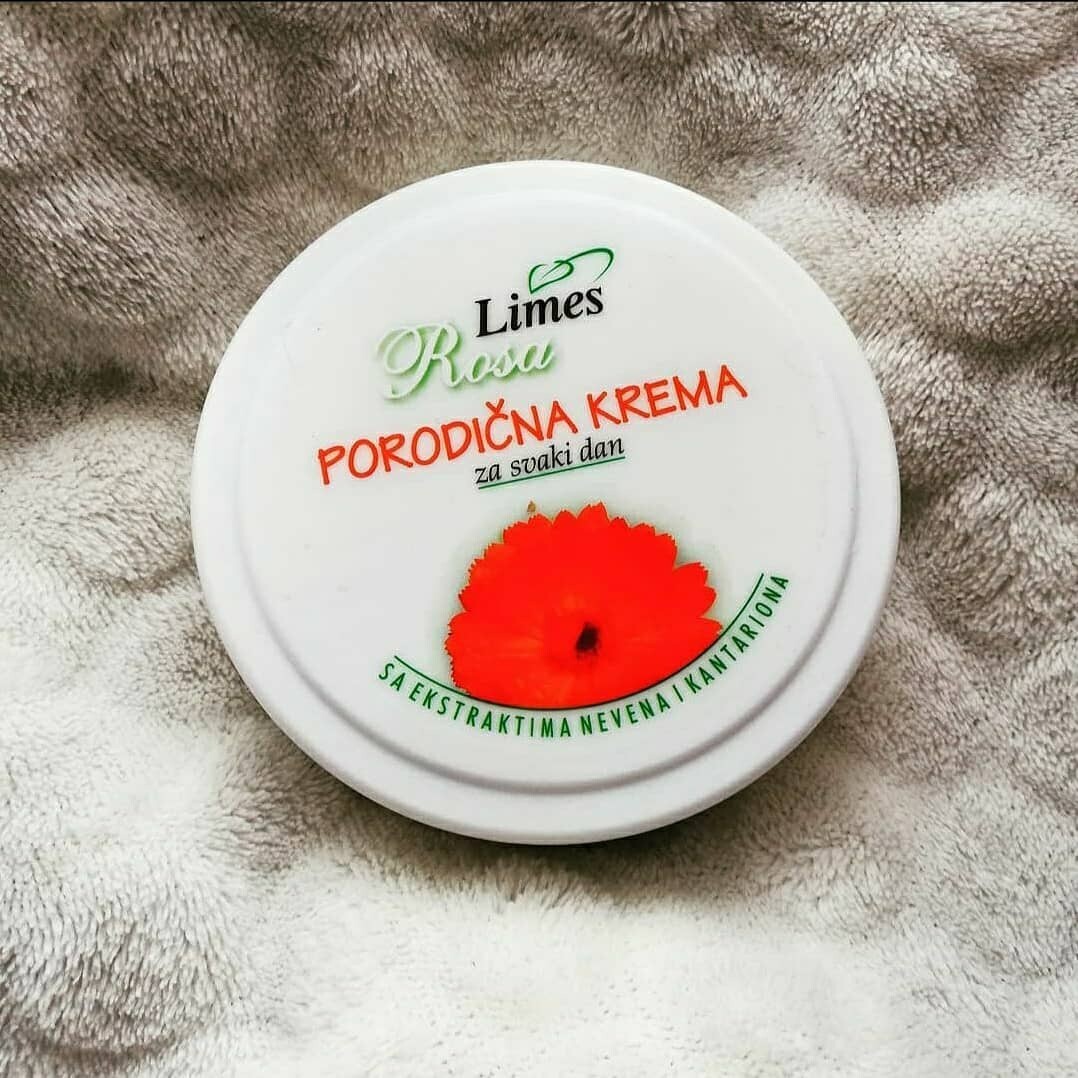 Limes
Rosa
PORODIČNA KREMA
za svaki dan
SA EKSTRAKTIMA NEVENA I KANTARIONA